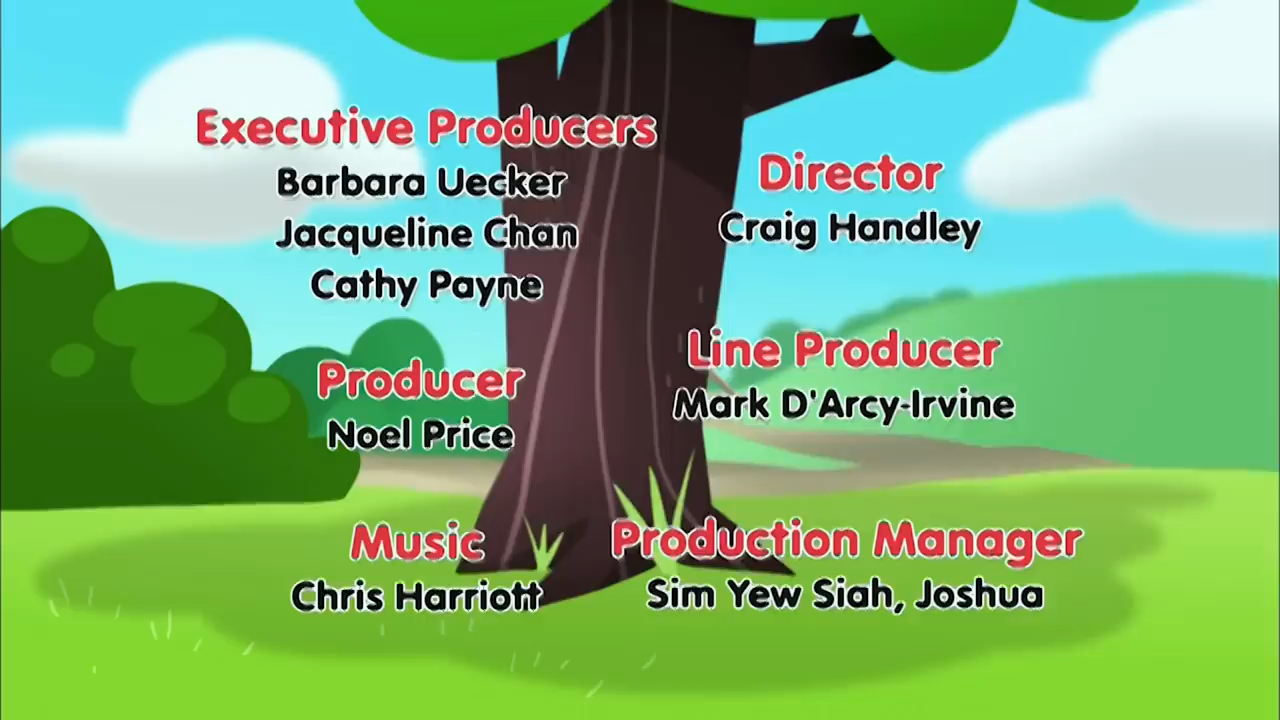 Executive Producers
Barbara Uecker
Jacqueline Chan
Cathy Payne
Producer
Noel Price
Music
Chris Harriott
Director
Craig Handley
Line Producer
Mark D'Arcy-Irvine
Production Manager
Sim Yew Siah, Joshua